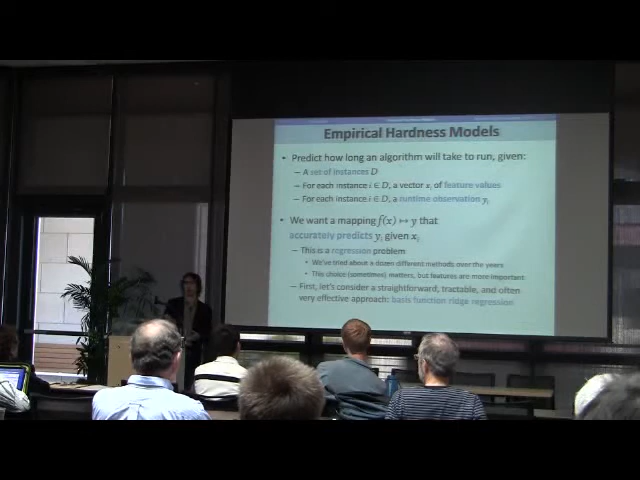 Empirical Hardness Models
• Predict how long an algorithm will take to run, given:
– A set of instances D
– For each instance i ∈ D, a vector xᵢ of feature values
– For each instance i ∈ D, a runtime observation yᵢ
• We want a mapping f(x) ↦ y that
accurately predicts yᵢ given xᵢ
– This is a regression problem
• We've tried about a dozen different methods over the years
• This choice (sometimes) matters, but features are more important
– First, let's consider a straightforward, tractable, and often
very effective approach: basis function ridge regression